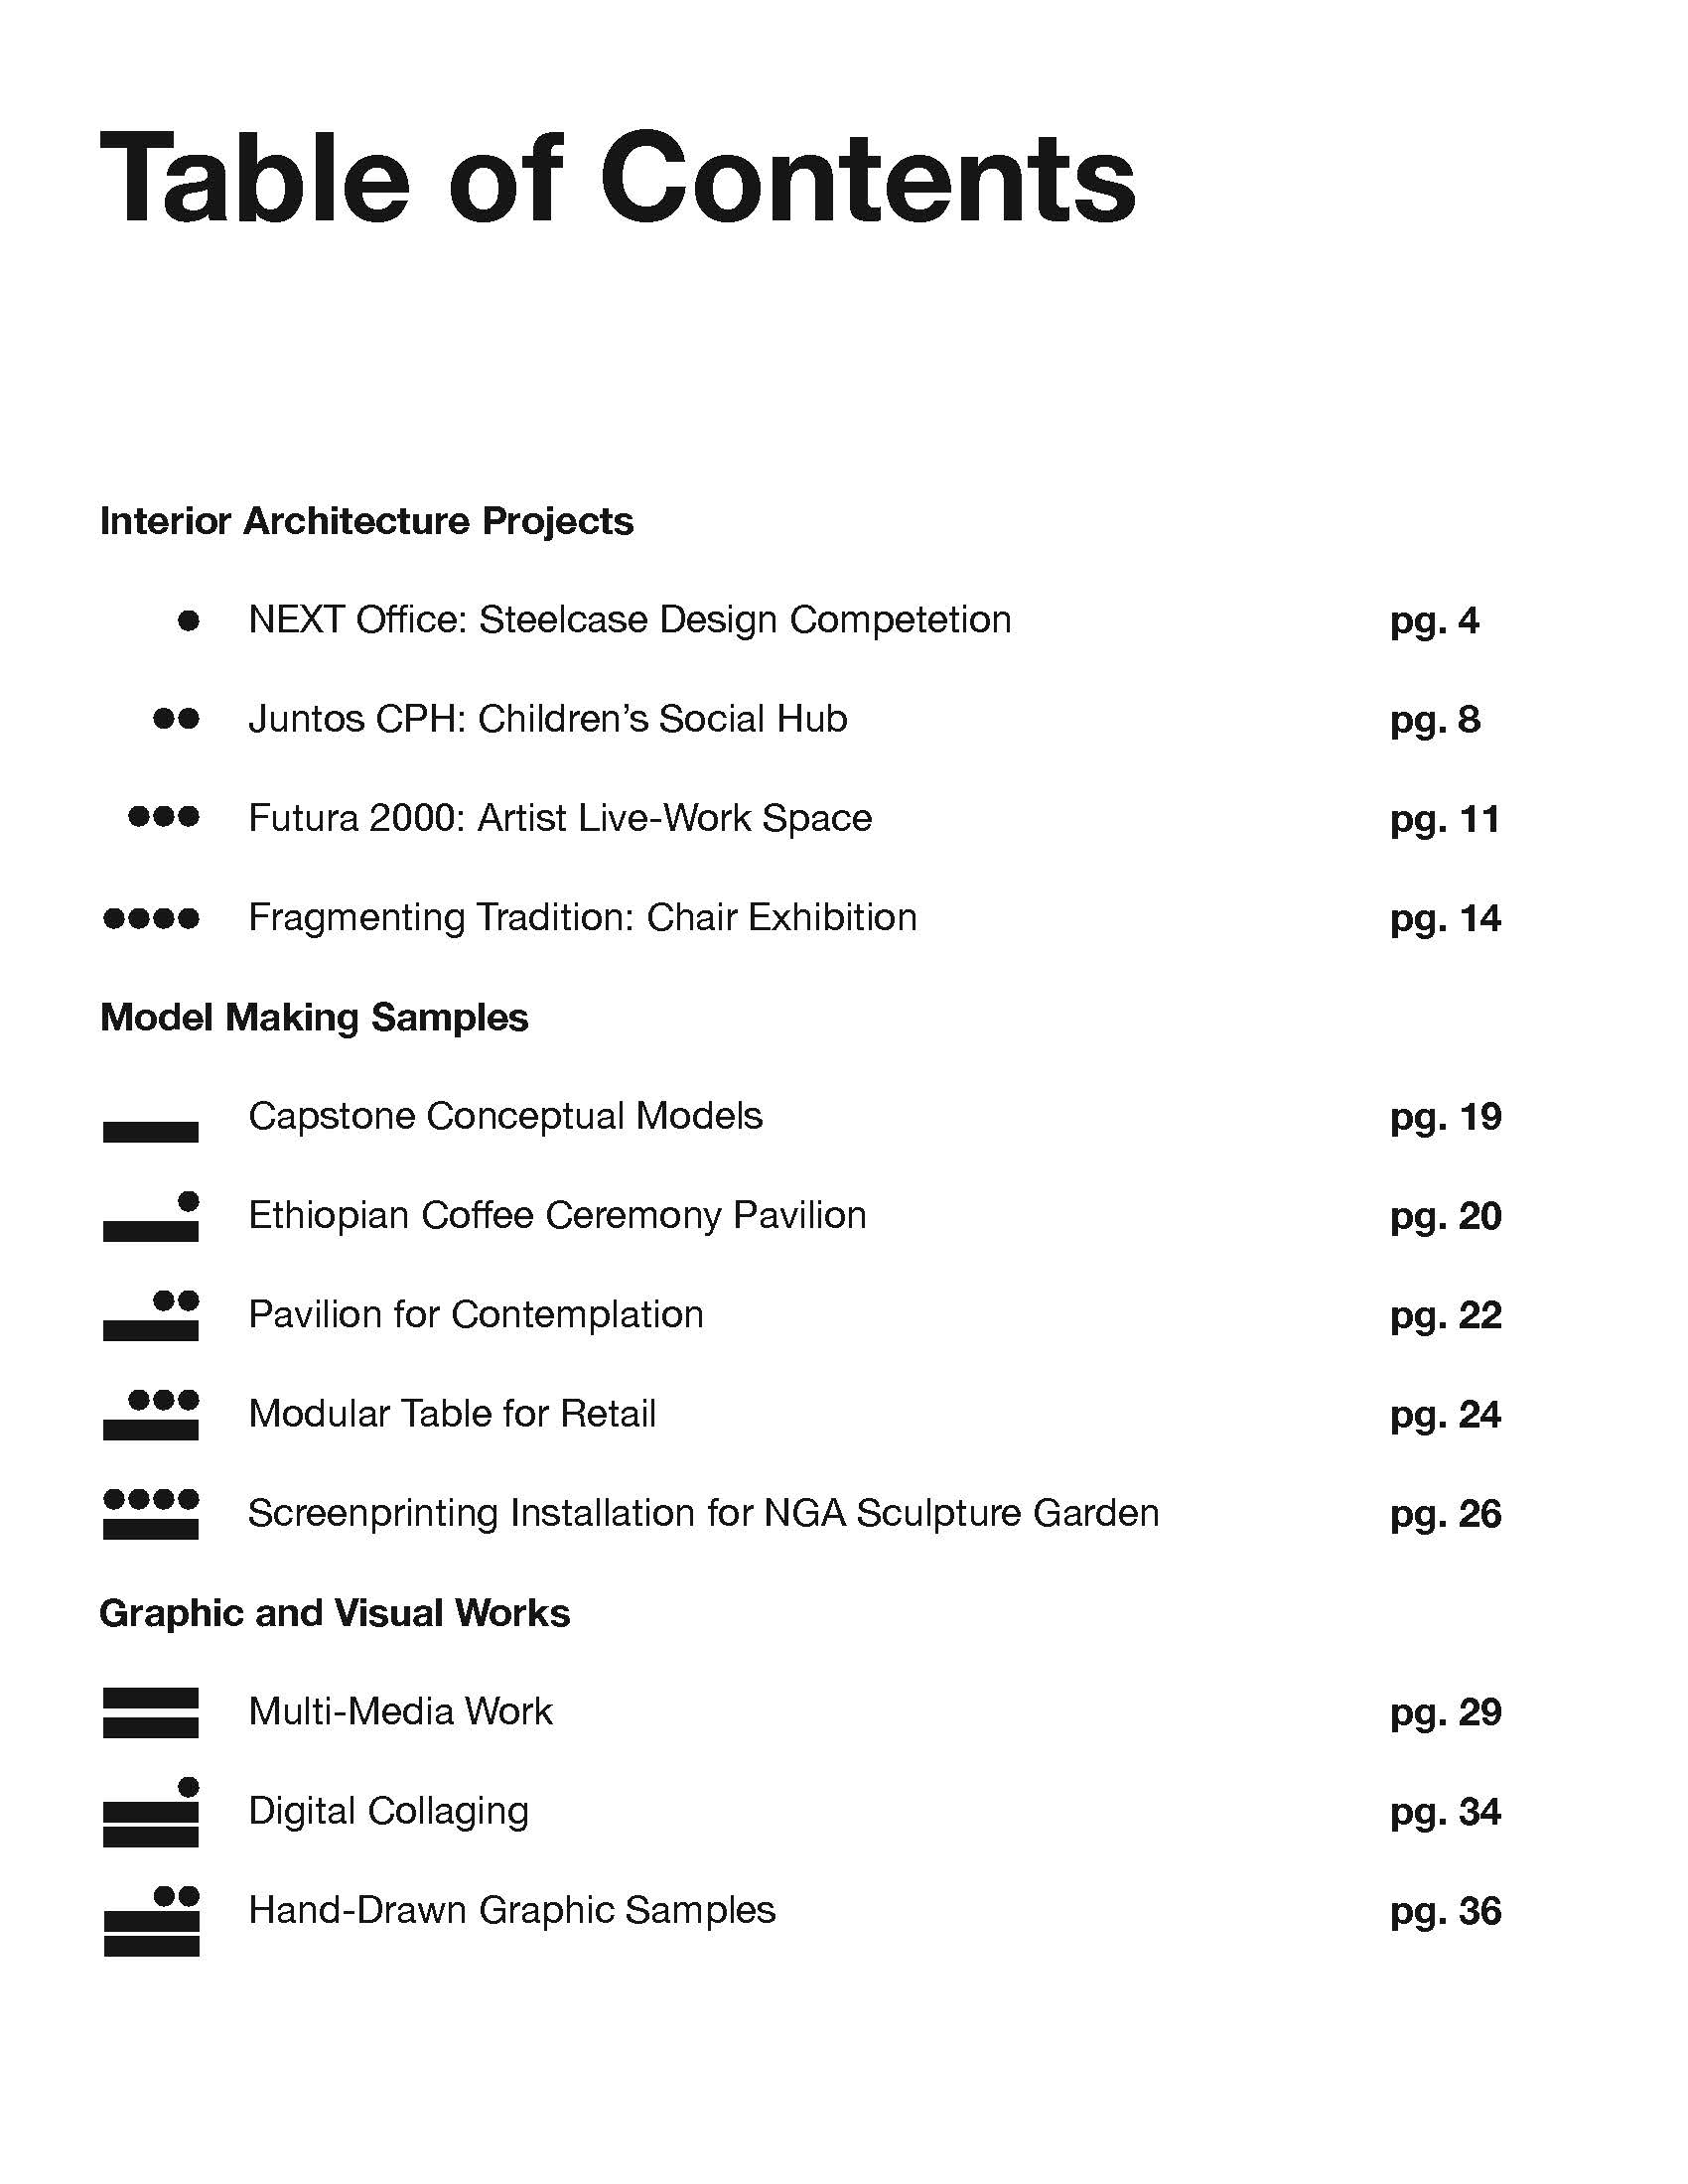 Table of Contents
Interior Architecture Projects
NEXT Office: Steelcase Design Competetion pg. 4
Juntos CPH: Children’s Social Hub pg. 8
Futura 2000: Artist Live-Work Space pg. 11
Fragmenting Tradition: Chair Exhibition pg. 14
Model Making Samples
Capstone Conceptual Models pg. 19
Ethiopian Coffee Ceremony Pavilion pg. 20
Pavilion for Contemplation pg. 22
Modular Table for Retail pg. 24
Screenprinting Installation for NGA Sculpture Garden pg. 26
Graphic and Visual Works
Multi-Media Work pg. 29
Digital Collaging pg. 34
Hand-Drawn Graphic Samples pg. 36